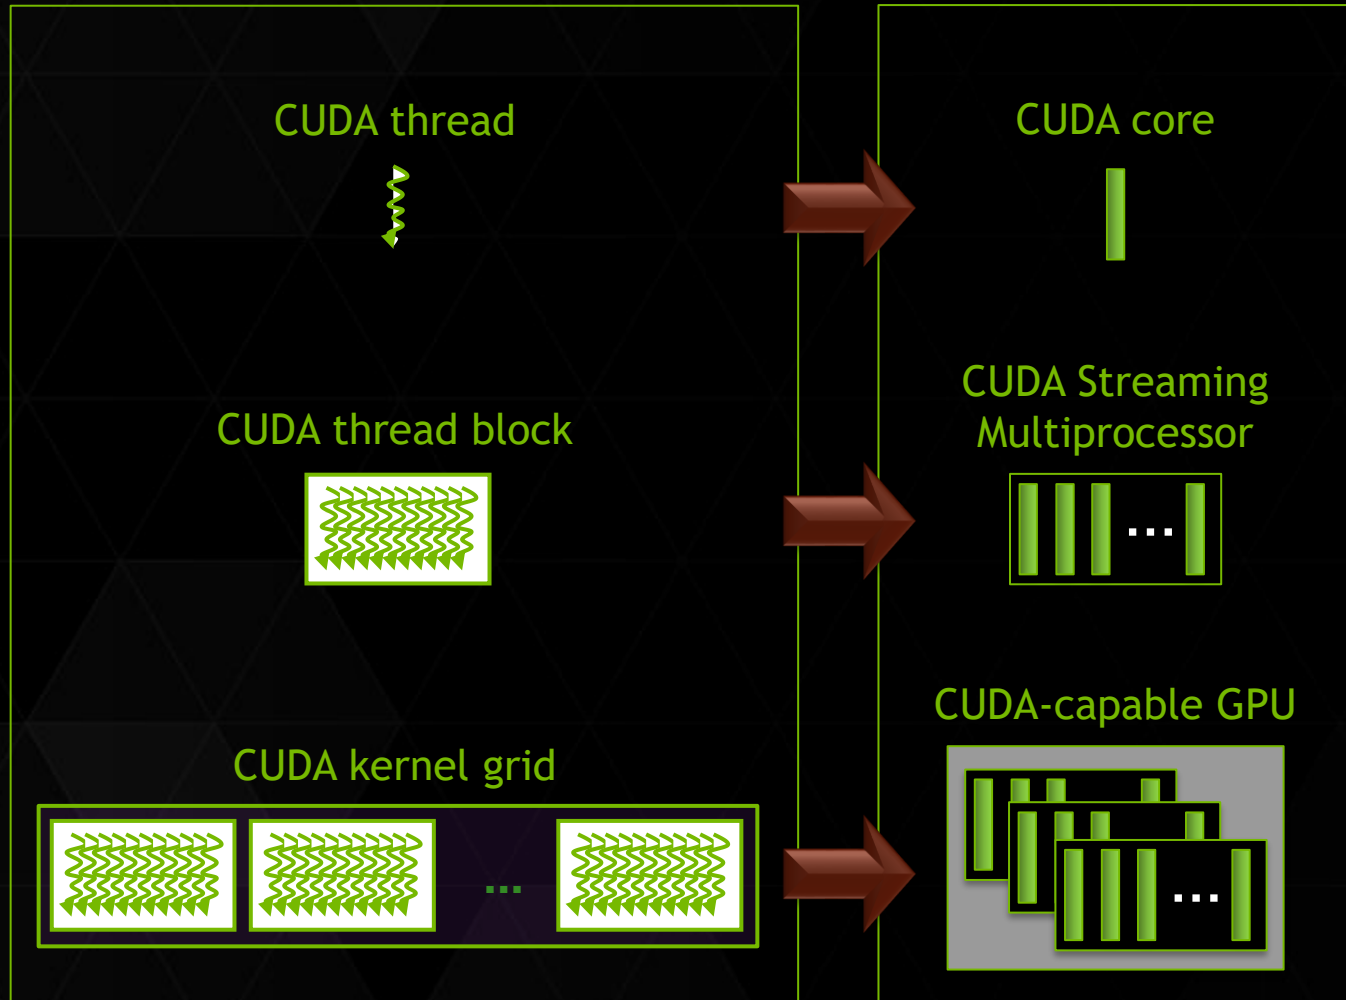 CUDA thread
CUDA core
CUDA thread block
CUDA Streaming
Multiprocessor
...
CUDA kernel grid
...
CUDA-capable GPU
...